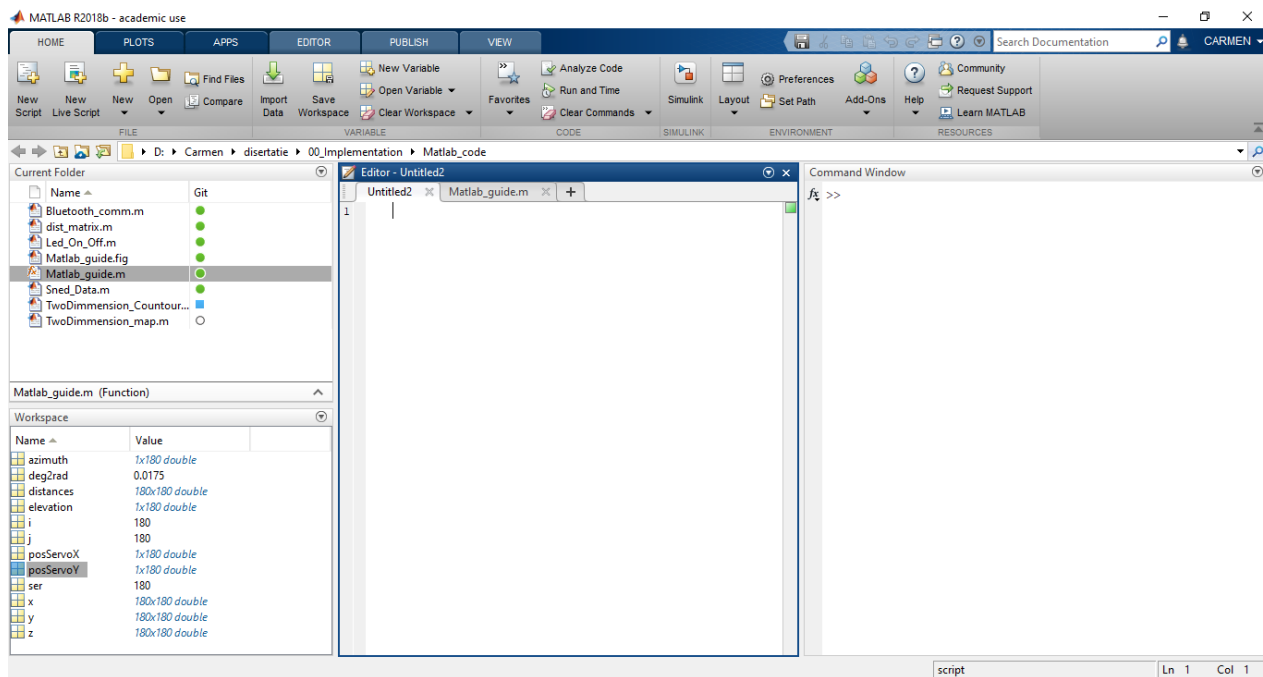 MATLAB R2018b - academic use
HOME PLOTS APPS EDITOR PUBLISH VIEW Search Documentation CARMEN
New Script
New Live Script
New
Open
Find Files
Compare
Import Data
Save Workspace
New Variable
Open Variable
Clear Workspace
Favorites
Analyze Code
Run and Time
Clear Commands
Simulink
Layout
Preferences
Set Path
Add-Ons
Help
Community
Request Support
Learn MATLAB
FILE VARIABLE CODE SIMULINK ENVIRONMENT RESOURCES
D: Carmen disertatie 00_Implementation Matlab_code
Current Folder
Name Git
Bluetooth_comm.m
dist_matrix.m
Led_On_Off.m
Matlab_guide.fig
Matlab_guide.m
Sned_Data.m
TwoDimmension_Countour...
TwoDimmension_map.m
Matlab_guide.m (Function)
Workspace
Name Value
azimuth 1x180 double
deg2rad 0.0175
distances 180x180 double
elevation 1x180 double
i 180
j 180
posServoX 1x180 double
posServoY 1x180 double
ser 180
x 180x180 double
y 180x180 double
z 180x180 double
Editor - Untitled2
Untitled2 Matlab_guide.m +
1
Command Window
fx >>
script Ln 1 Col 1